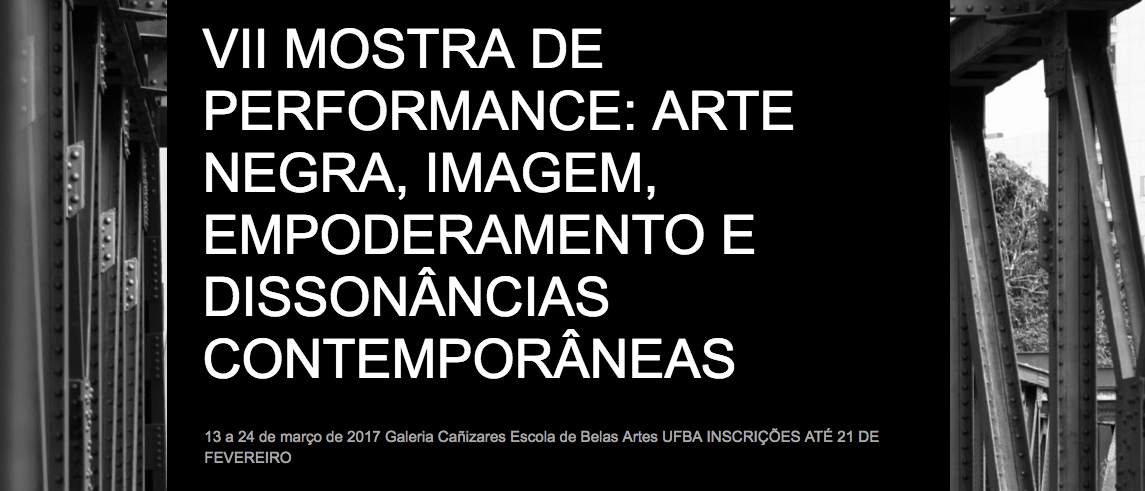 VII MOSTRA DE
PERFORMANCE: ARTE
NEGRA, IMAGEM,
EMPODERAMENTO E
DISSONÂNCIAS
CONTEMPORÂNEAS
13 a 24 de março de 2017 Galeria Cañizares Escola de Belas Artes UFBA INSCRIÇÕES ATÉ 21 DE
FEVEREIRO